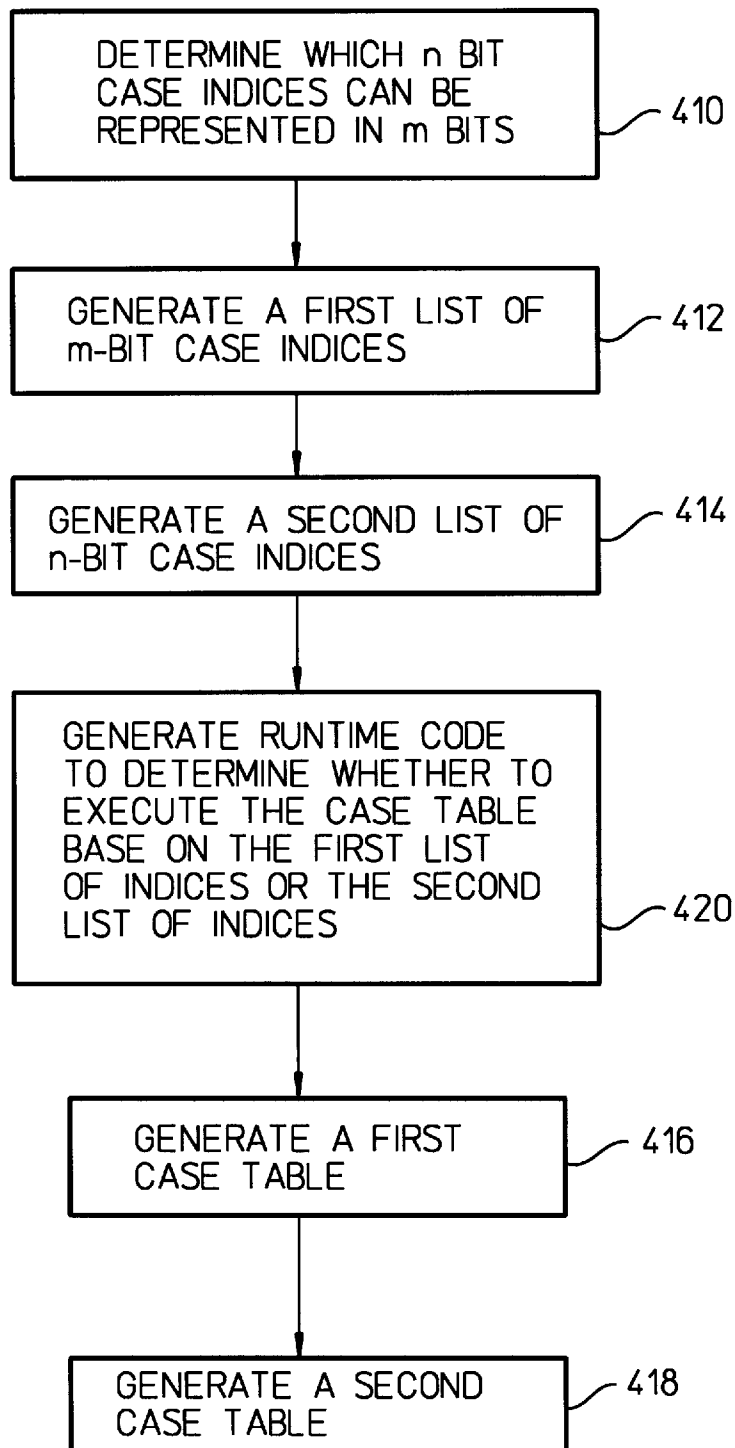 DETERMINE WHICH n BIT
CASE INDICES CAN BE
REPRESENTED IN m BITS
410
GENERATE A FIRST LIST OF
m-BIT CASE INDICES
412
GENERATE A SECOND LIST OF
n-BIT CASE INDICES
414
GENERATE RUNTIME CODE
TO DETERMINE WHETHER TO
EXECUTE THE CASE TABLE
BASE ON THE FIRST LIST
OF INDICES OR THE SECOND
LIST OF INDICES
420
GENERATE A FIRST
CASE TABLE
416
GENERATE A SECOND
CASE TABLE
418